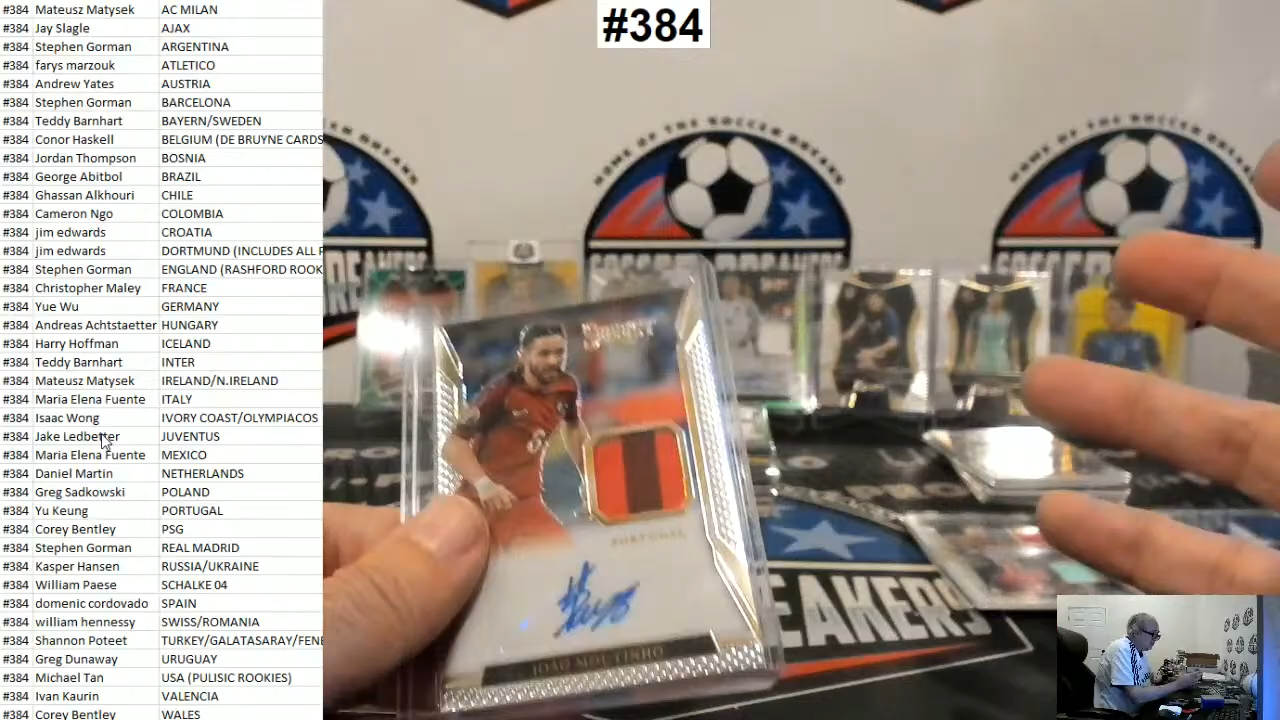 #384 Mateusz Matysek AC MILAN
#384 Jay Slagle AJAX
#384 Stephen Gorman ARGENTINA
#384 farys marzouk ATLETICO
#384 Andrew Yates AUSTRIA
#384 Stephen Gorman BARCELONA
#384 Teddy Barnhart BAYERN/SWEDEN
#384 Conor Haskell BELGIUM (DE BRUYNE CARDS
#384 Jordan Thompson BOSNIA
#384 George Abitbol BRAZIL
#384 Ghassan Alkhouri CHILE
#384 Cameron Ngo COLOMBIA
#384 jim edwards CROATIA
#384 jim edwards DORTMUND (INCLUDES ALL
#384 Stephen Gorman ENGLAND (RASHFORD ROOK
#384 Christopher Maley FRANCE
#384 Yue Wu GERMANY
#384 Andreas Achtstaetter HUNGARY
#384 Harry Hoffman ICELAND
#384 Teddy Barnhart INTER
#384 Mateusz Matysek IRELAND/N.IRELAND
#384 Maria Elena Fuente ITALY
#384 Isaac Wong IVORY COAST/OLYMPIACOS
#384 Jake Ledbetter JUVENTUS
#384 Maria Elena Fuente MEXICO
#384 Daniel Martin NETHERLANDS
#384 Greg Sadkowski POLAND
#384 Yu Keung PORTUGAL
#384 Corey Bentley PSG
#384 Stephen Gorman REAL MADRID
#384 Kasper Hansen RUSSIA/UKRAINE
#384 William Paese SCHALKE 04
#384 domenic cordovado SPAIN
#384 william hennessy SWISS/ROMANIA
#384 Shannon Poteet TURKEY/GALATASARAY/FENE
#384 Greg Dunaway URUGUAY
#384 Michael Tan USA (PULISIC ROOKIES)
#384 Ivan Kaurin VALENCIA
#384 Corey Bentley WALES
#384
HOME OF THE SOCCER BREAKS
PORTUGAL
JOAO MOUTINHO
EAKERS